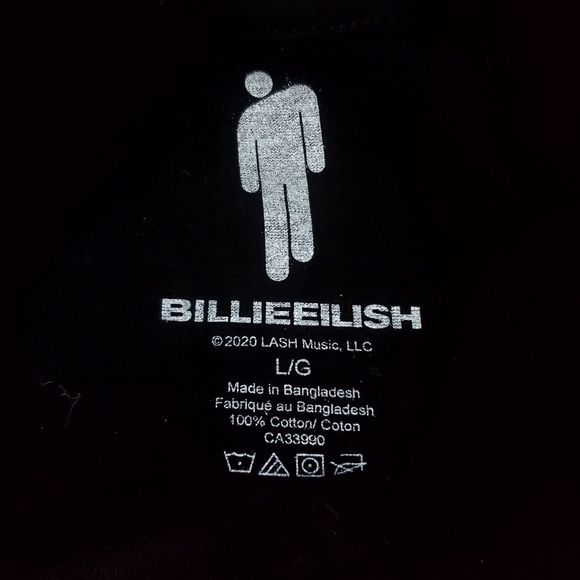 BILLIEEILISH
©2020 LASH Music, LLC
L/G
Made in Bangladesh
Fabriqué au Bangladesh
100% Cotton/ Coton
CA33990